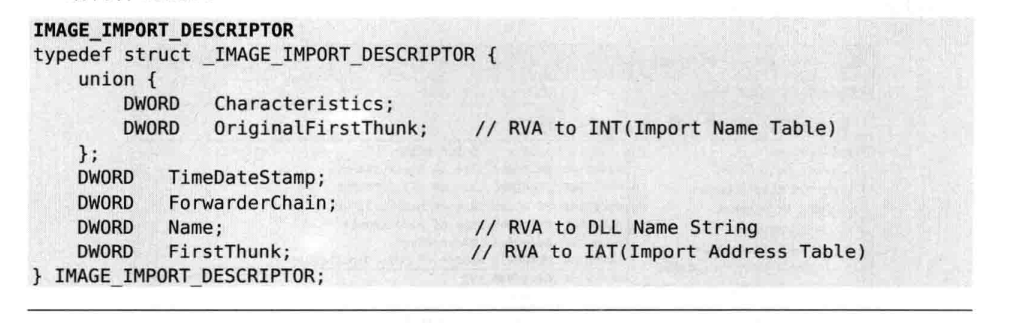 IMAGE_IMPORT_DESCRIPTOR
typedef struct _IMAGE_IMPORT_DESCRIPTOR {
    union {
        DWORD   Characteristics;
        DWORD   OriginalFirstThunk;    // RVA to INT(Import Name Table)
    };
    DWORD   TimeDateStamp;
    DWORD   ForwarderChain;
    DWORD   Name;                      // RVA to DLL Name String
    DWORD   FirstThunk;                // RVA to IAT(Import Address Table)
} IMAGE_IMPORT_DESCRIPTOR;